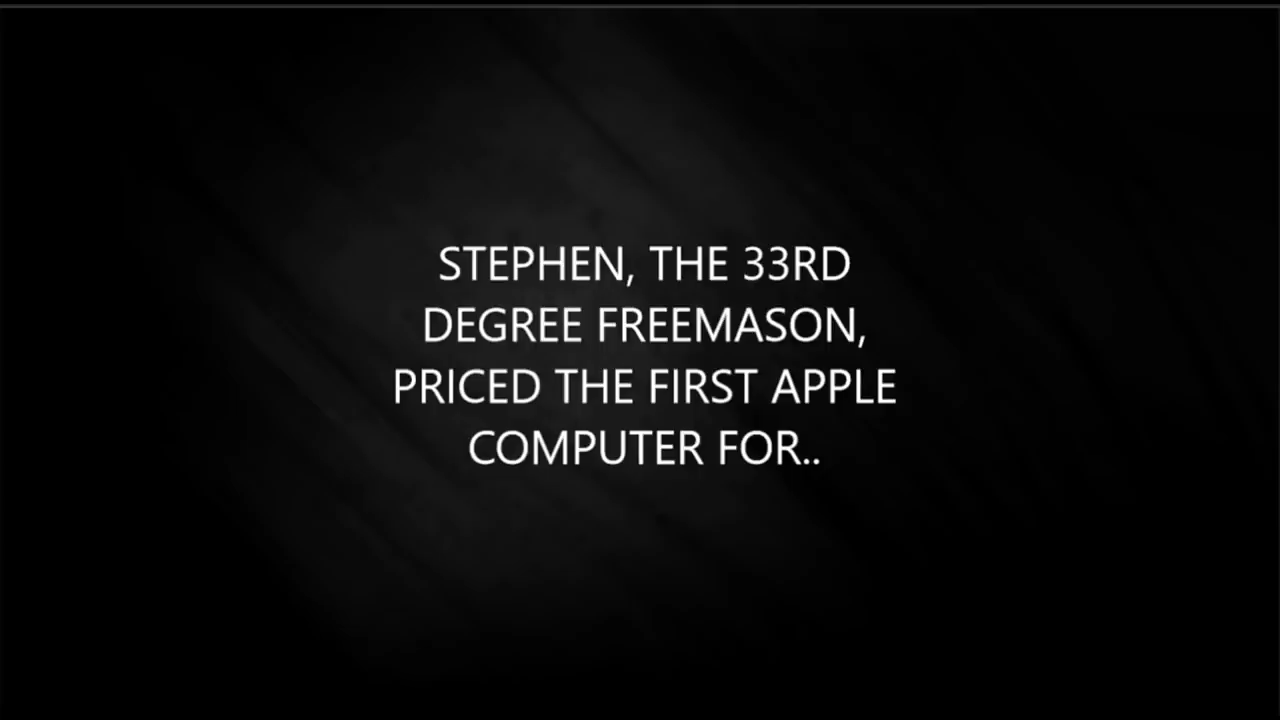 STEPHEN, THE 33RD
DEGREE FREEMASON,
PRICED THE FIRST APPLE
COMPUTER FOR..